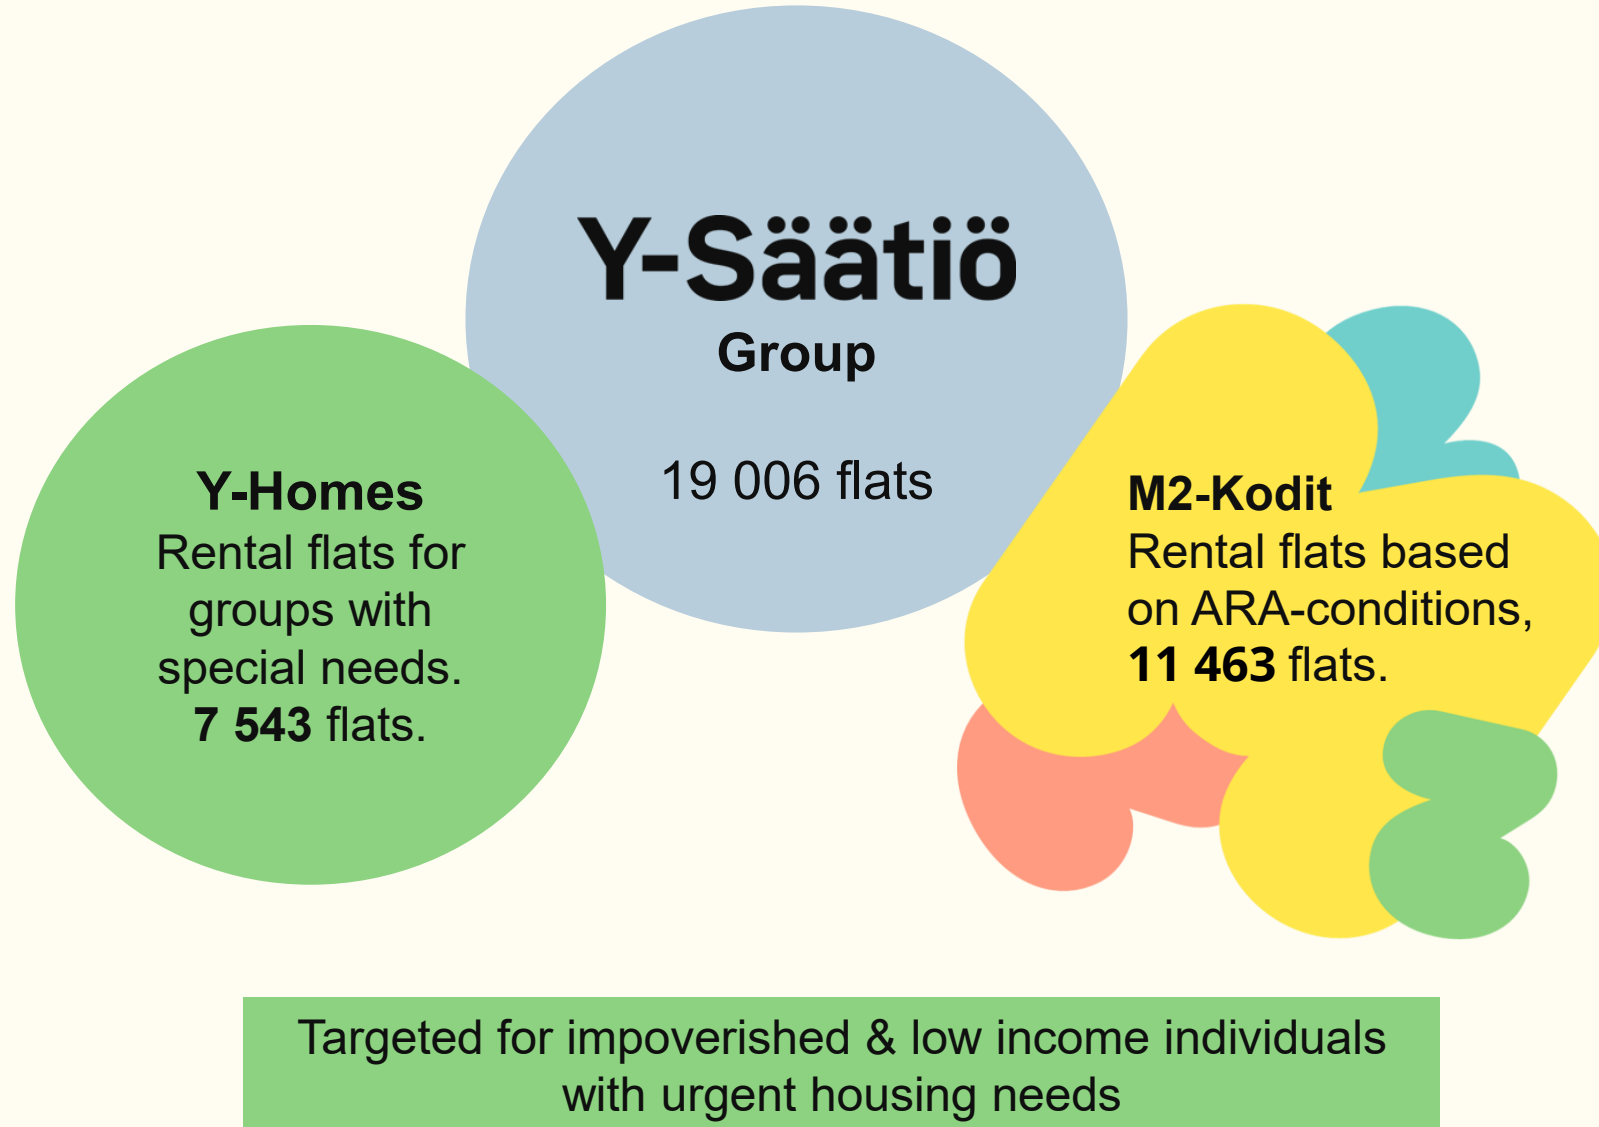 Y-Säätiö
Group
19 006 flats
Y-Homes
Rental flats for
groups with
special needs.
7 543 flats.
M2-Kodit
Rental flats based
on ARA-conditions,
11 463 flats.
Targeted for impoverished & low income individuals
with urgent housing needs